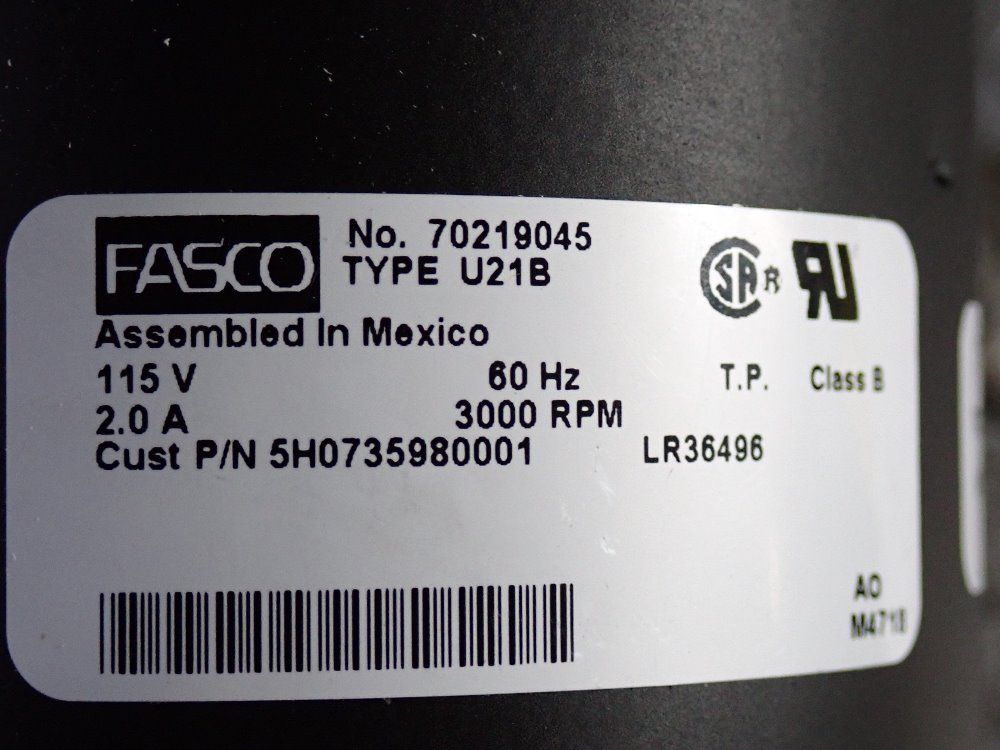 FASCO
No. 70219045
TYPE U21B
Assembled In Mexico
115 V 60 Hz T.P. Class B
2.0 A 3000 RPM
Cust P/N 5H0735980001 LR36496
AO